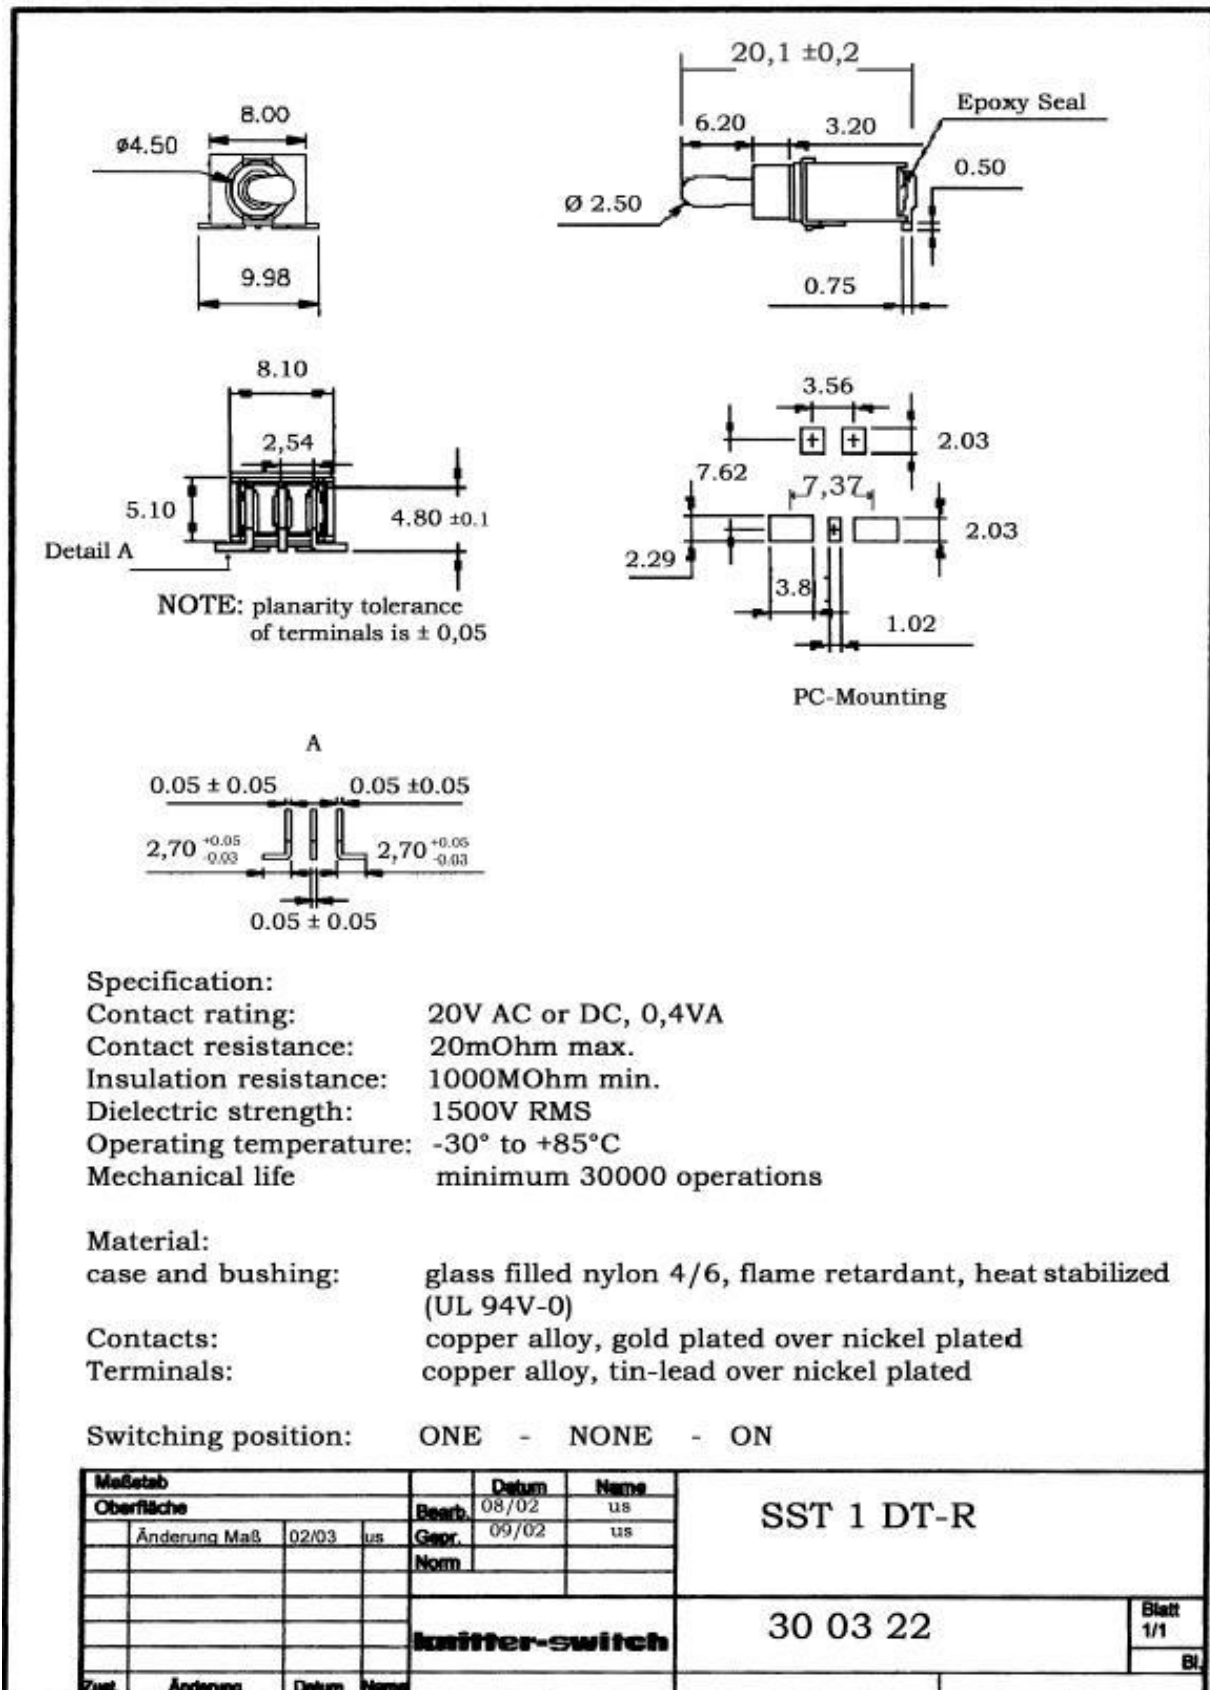 20,1 ±0,2
8.00
ø4.50
6.20
3.20
Epoxy Seal
0.50
Ø 2.50
9.98
0.75
8.10
2,54
5.10
4.80 ±0.1
Detail A
NOTE: planarity tolerance
of terminals is ± 0,05
3.56
2.03
7.62
7,37
2.03
2.29
3.8
1.02
PC-Mounting
A
0.05 ± 0.05 0.05 ±0.05
2,70 +0.05 -0.03 2,70 +0.05 -0.03
0.05 ± 0.05
Specification:
Contact rating: 20V AC or DC, 0,4VA
Contact resistance: 20mOhm max.
Insulation resistance: 1000MOhm min.
Dielectric strength: 1500V RMS
Operating temperature: -30° to +85°C
Mechanical life minimum 30000 operations
Material:
case and bushing: glass filled nylon 4/6, flame retardant, heat stabilized
(UL 94V-0)
Contacts: copper alloy, gold plated over nickel plated
Terminals: copper alloy, tin-lead over nickel plated
Switching position: ONE - NONE - ON
Maßstab Datum Name
Oberfläche Bearb. 08/02 us
Änderung Maß 02/03 us Gepr. 09/02 us
Norm
SST 1 DT-R
knitter-switch
30 03 22
Blatt
1/1
Bl.
Zust. Änderung Datum Name